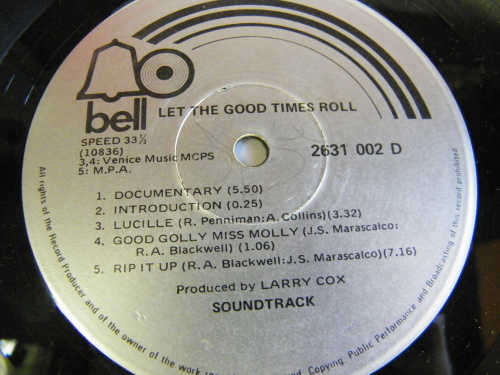 bell
LET THE GOOD TIMES ROLL
SPEED 33⅓
(10836)
3,4: Venice Music MCPS
5: M.P.A.
2631 002 D
1. DOCUMENTARY (5.50)
2. INTRODUCTION (0.25)
3. LUCILLE (R. Penniman: A. Collins)(3.32)
4. GOOD GOLLY MISS MOLLY (J.S. Marascalco:
R.A. Blackwell) (1.06)
5. RIP IT UP (R.A. Blackwell: J.S. Marascalco)(7.16)
Produced by LARRY COX
SOUNDTRACK
All rights of the Record Producer and of the owner of the work Copying, Public Performance and Broadcasting of this record prohibited